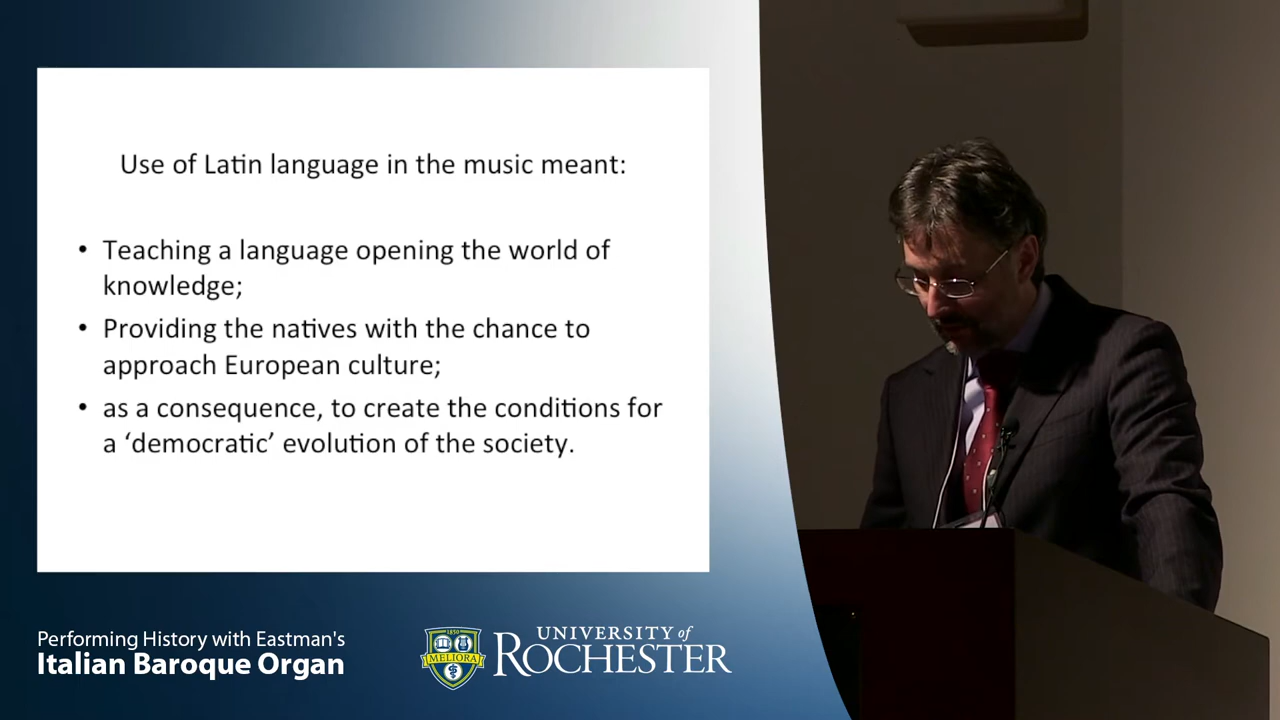 Use of Latin language in the music meant:
• Teaching a language opening the world of
knowledge;
• Providing the natives with the chance to
approach European culture;
• as a consequence, to create the conditions for
a ‘democratic’ evolution of the society.
Performing History with Eastman's
Italian Baroque Organ
1850
MELIORA
UNIVERSITY of
ROCHESTER